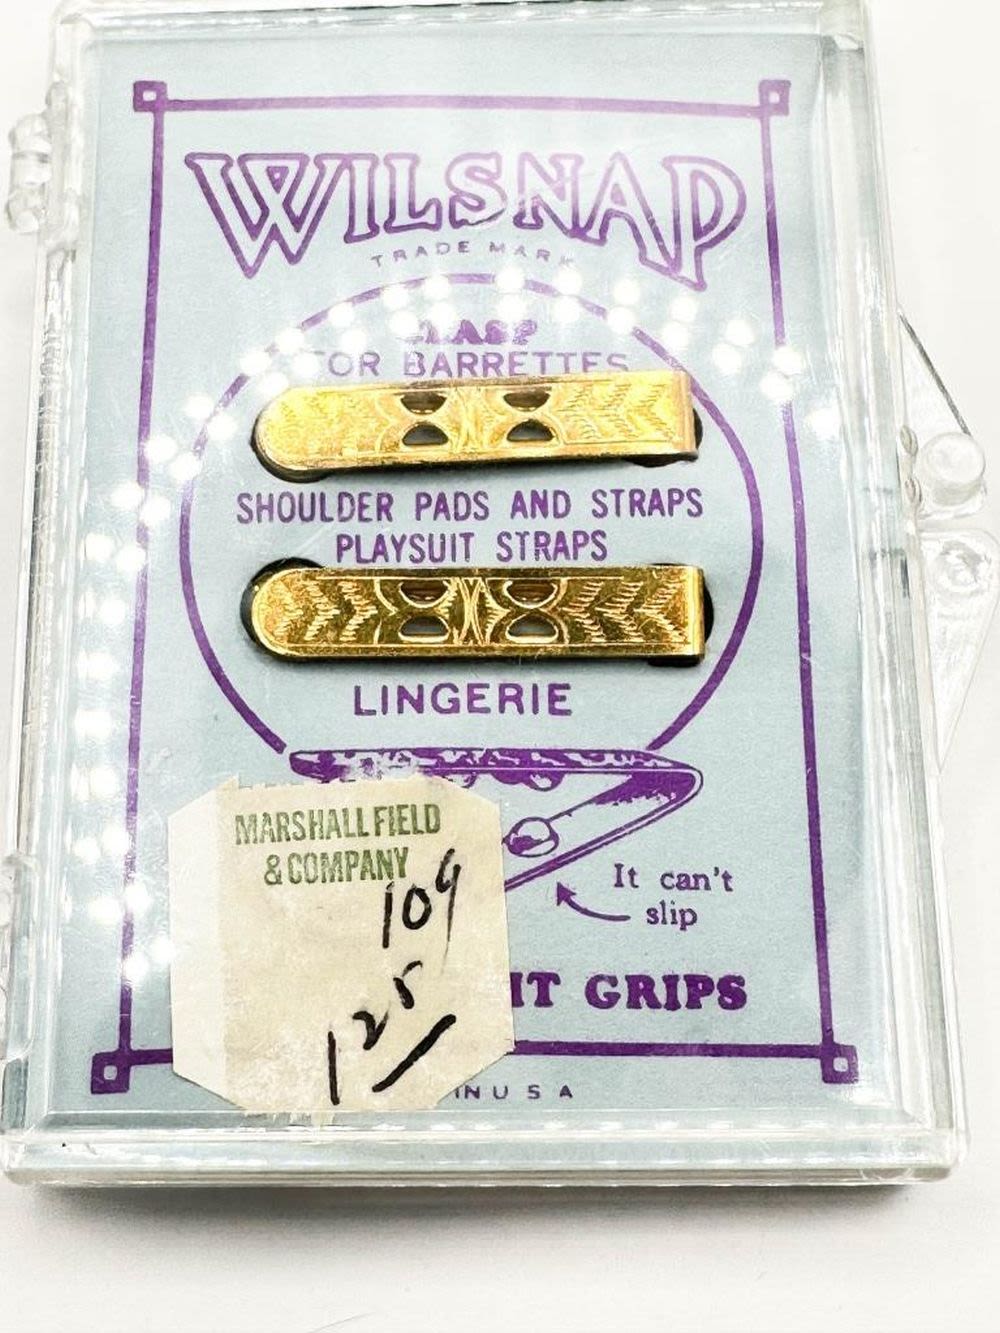 WILSNAP
TRADE MARK
CLASP
FOR BARRETTES
SHOULDER PADS AND STRAPS
PLAYSUIT STRAPS
LINGERIE
It can't
slip
IT GRIPS
IN U S A
MARSHALL FIELD
& COMPANY
109
125